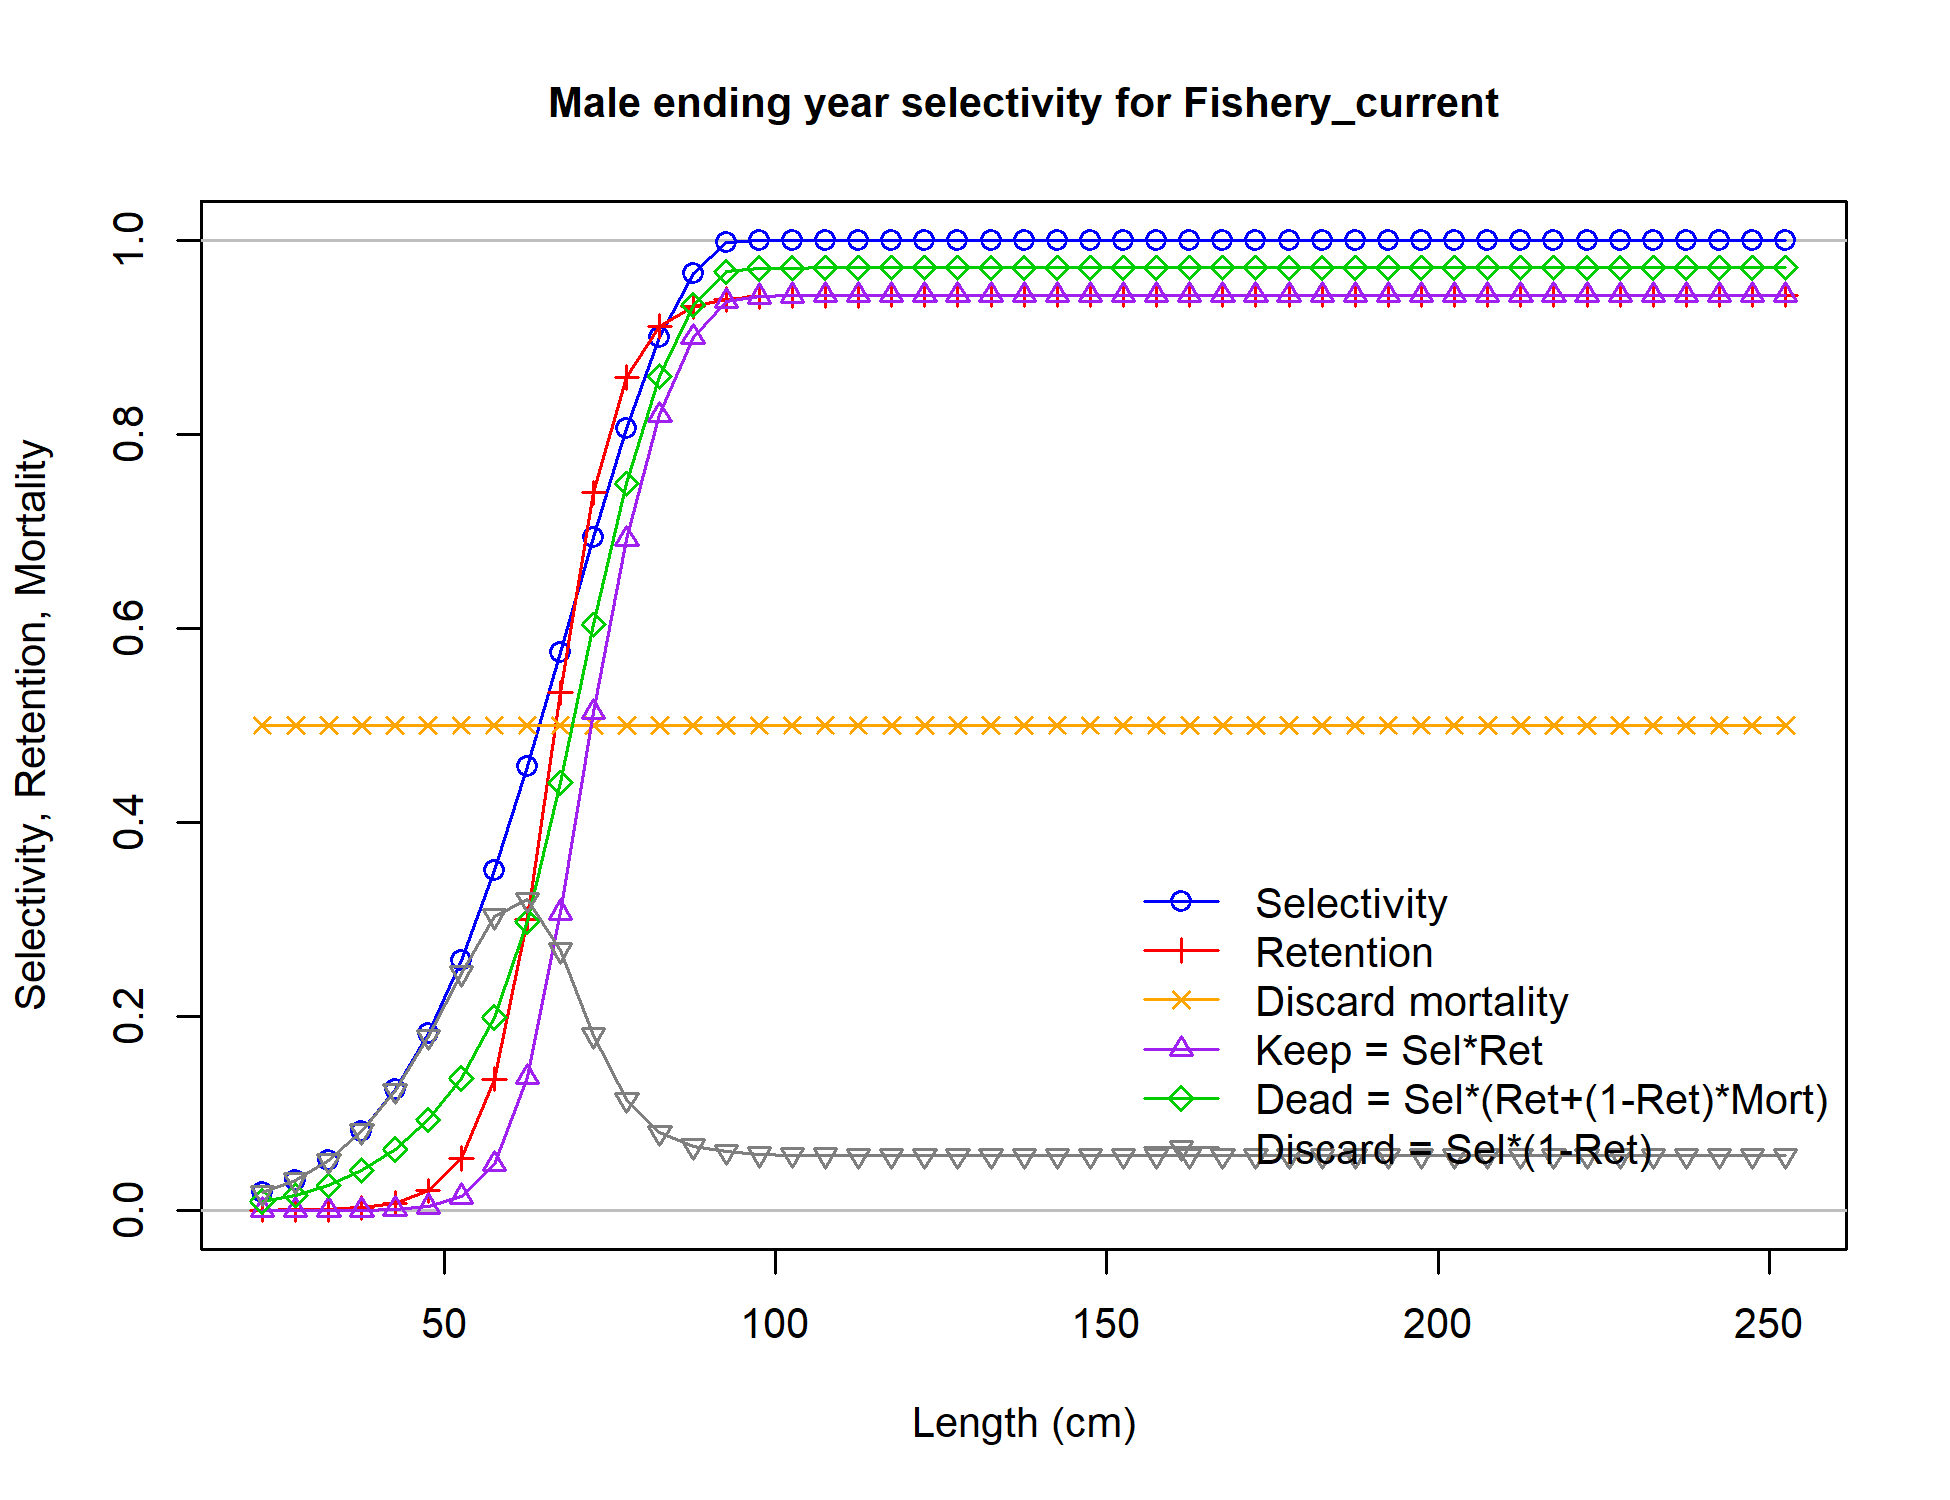 Male ending year selectivity for Fishery_current
Selectivity, Retention, Mortality
1.0
0.8
0.6
0.4
0.2
0.0
Selectivity
Retention
Discard mortality
Keep = Sel*Ret
Dead = Sel*(Ret+(1-Ret)*Mort)
Discard = Sel*(1-Ret)
50 100 150 200 250
Length (cm)